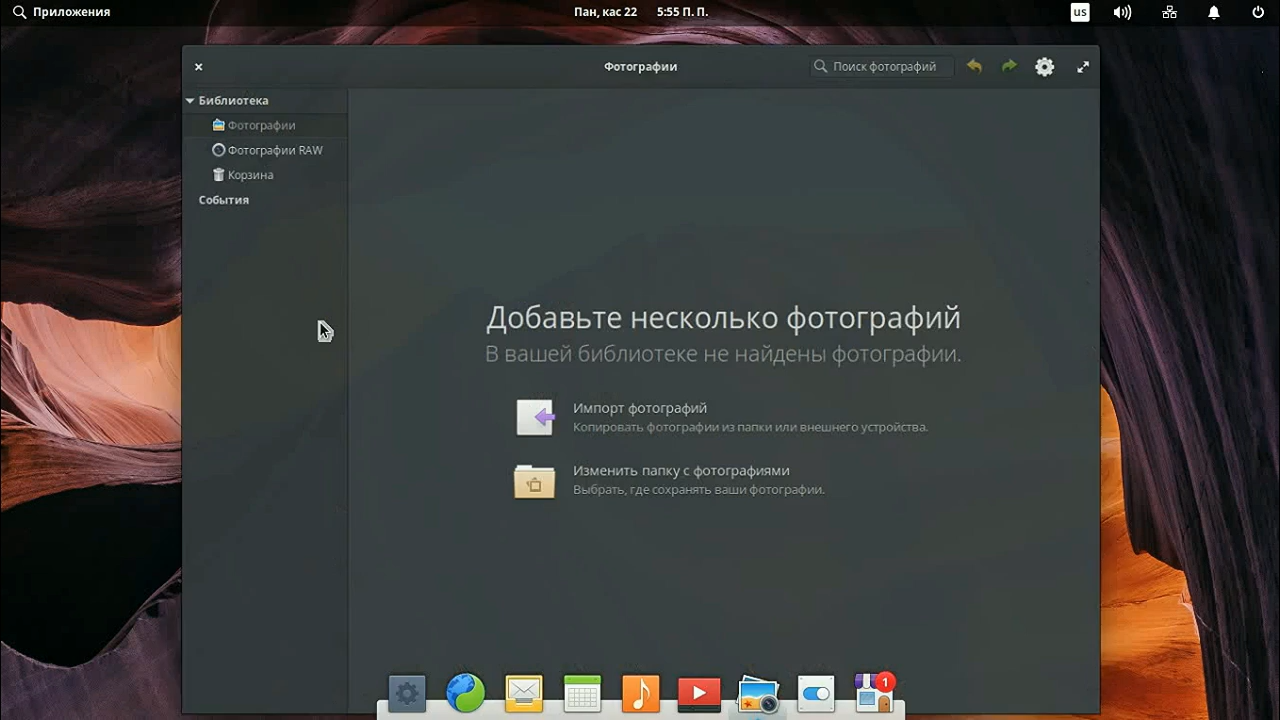 Приложения
Пан, кас 22 5:55 П. П.
us
Фотографии
Поиск фотографий
Библиотека
Фотографии
Фотографии RAW
Корзина
События
Добавьте несколько фотографий
В вашей библиотеке не найдены фотографии.
Импорт фотографий
Копировать фотографии из папки или внешнего устройства.
Изменить папку с фотографиями
Выбрать, где сохранять ваши фотографии.
1